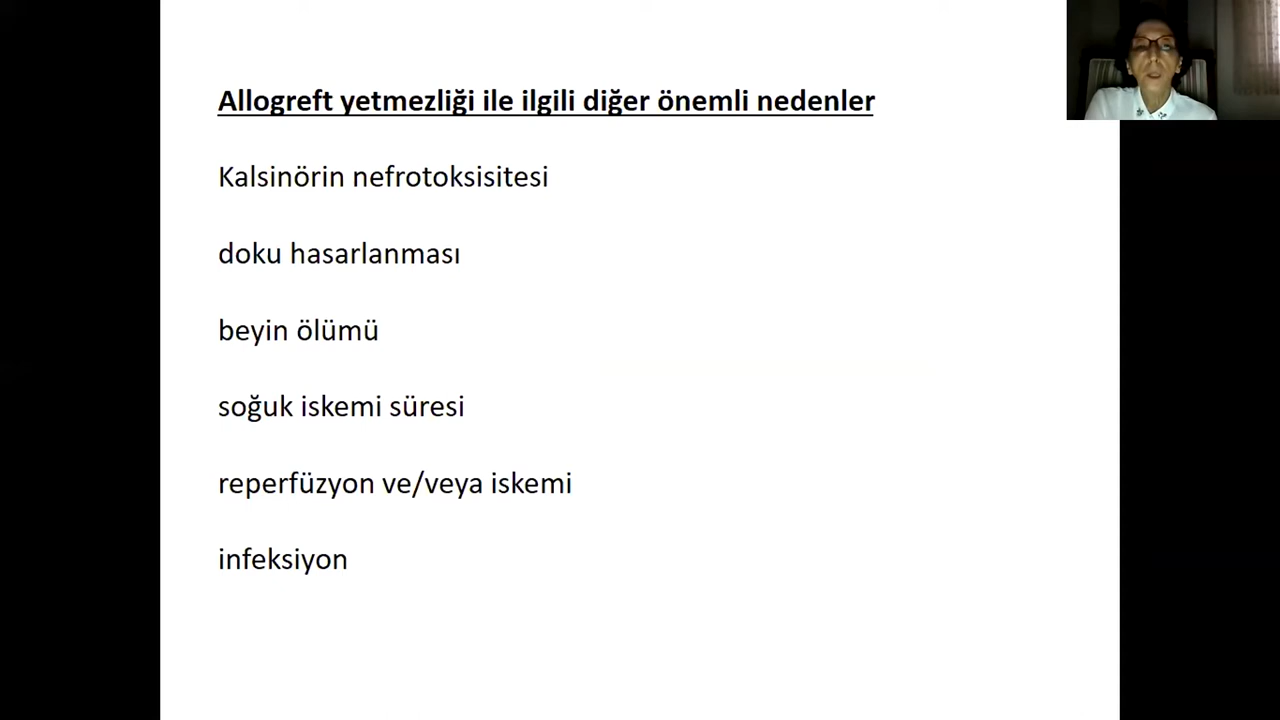 Allogreft yetmezliği ile ilgili diğer önemli nedenler
Kalsinörin nefrotoksisitesi
doku hasarlanması
beyin ölümü
soğuk iskemi süresi
reperfüzyon ve/veya iskemi
infeksiyon